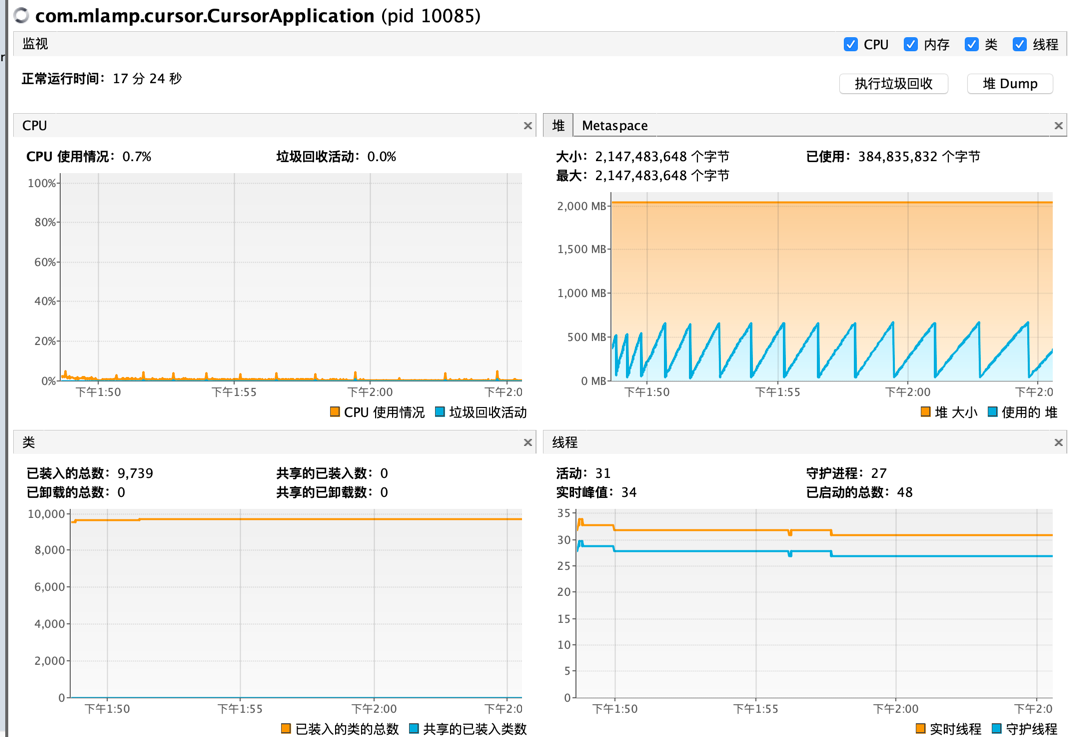 com.mlamp.cursor.CursorApplication (pid 10085)
监视
CPU 内存 类 线程
正常运行时间：17 分 24 秒
执行垃圾回收 堆 Dump
CPU
CPU 使用情况：0.7% 垃圾回收活动：0.0%
100%
80%
60%
40%
20%
0%
下午1:50 下午1:55 下午2:00 下午2:0
CPU 使用情况 垃圾回收活动
堆 Metaspace
大小：2,147,483,648 个字节 已使用：384,835,832 个字节
最大：2,147,483,648 个字节
2,000 MB
1,500 MB
1,000 MB
500 MB
0 MB
下午1:50 下午1:55 下午2:00 下午2:0
堆 大小 使用的 堆
类
已装入的总数：9,739 共享的已装入数：0
已卸载的总数：0 共享的已卸载数：0
10,000
8,000
6,000
4,000
2,000
0
下午1:50 下午1:55 下午2:00 下午2:0
已装入的类的总数 共享的已装入类数
线程
活动：31 守护进程：27
实时峰值：34 已启动的总数：48
35
30
25
20
15
10
5
0
下午1:50 下午1:55 下午2:00 下午2:0
实时线程 守护线程